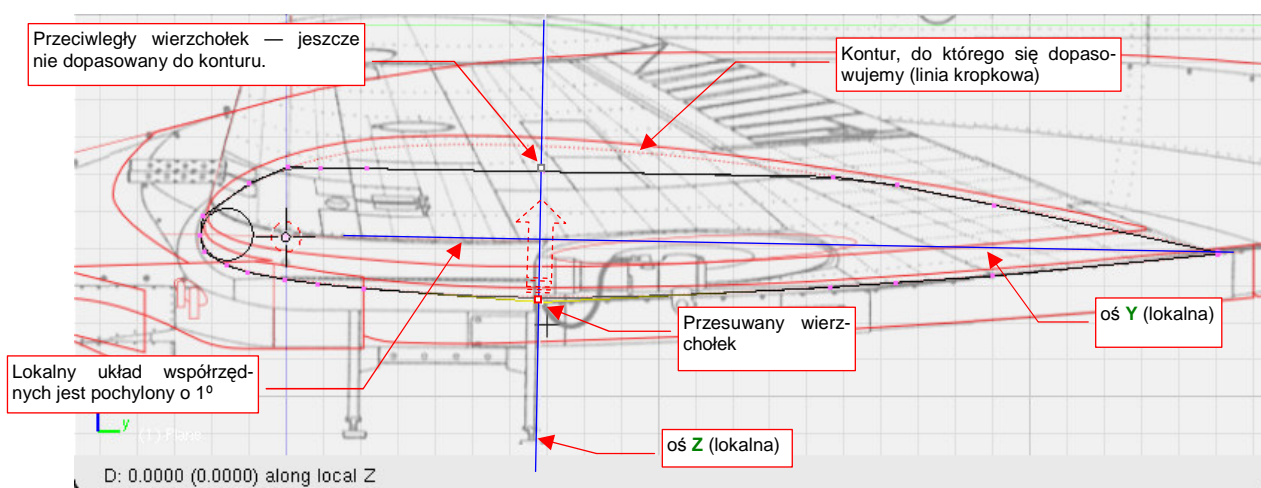 Przeciwległy wierzchołek — jeszcze
nie dopasowany do konturu.
Kontur, do którego się dopaso-
wujemy (linia kropkowa)
oś Y (lokalna)
Przesuwany wierz-
chołek
Lokalny układ współrzęd-
nych jest pochylony o 1º
oś Z (lokalna)
y
(1) Plane
D: 0.0000 (0.0000) along local Z